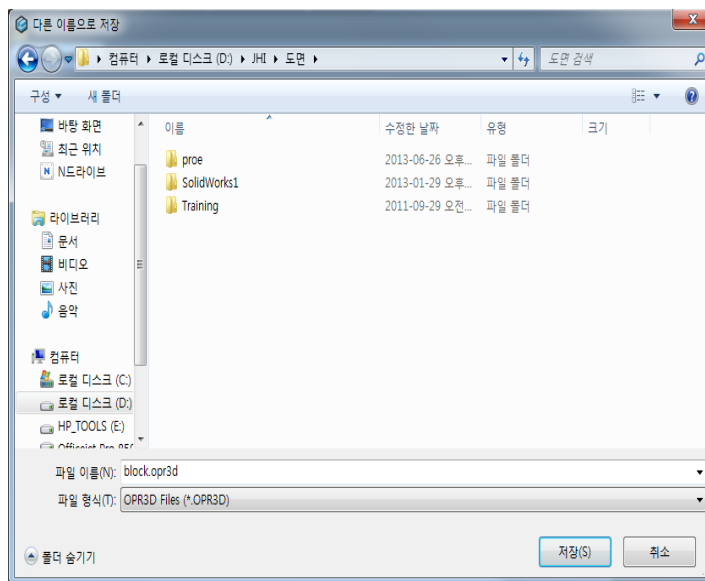 다른 이름으로 저장
컴퓨터 ▸ 로컬 디스크 (D:) ▸ JHI ▸ 도면 ▸
도면 검색
구성 ▼ 새 폴더
바탕 화면
최근 위치
N드라이브
라이브러리
문서
비디오
사진
음악
컴퓨터
로컬 디스크 (C:)
로컬 디스크 (D:)
HP_TOOLS (E:)
이름 수정한 날짜 유형 크기
proe 2013-06-26 오후... 파일 폴더
SolidWorks1 2013-01-29 오후... 파일 폴더
Training 2011-09-29 오전... 파일 폴더
파일 이름(N): block.opr3d
파일 형식(T): OPR3D Files (*.OPR3D)
폴더 숨기기
저장(S) 취소